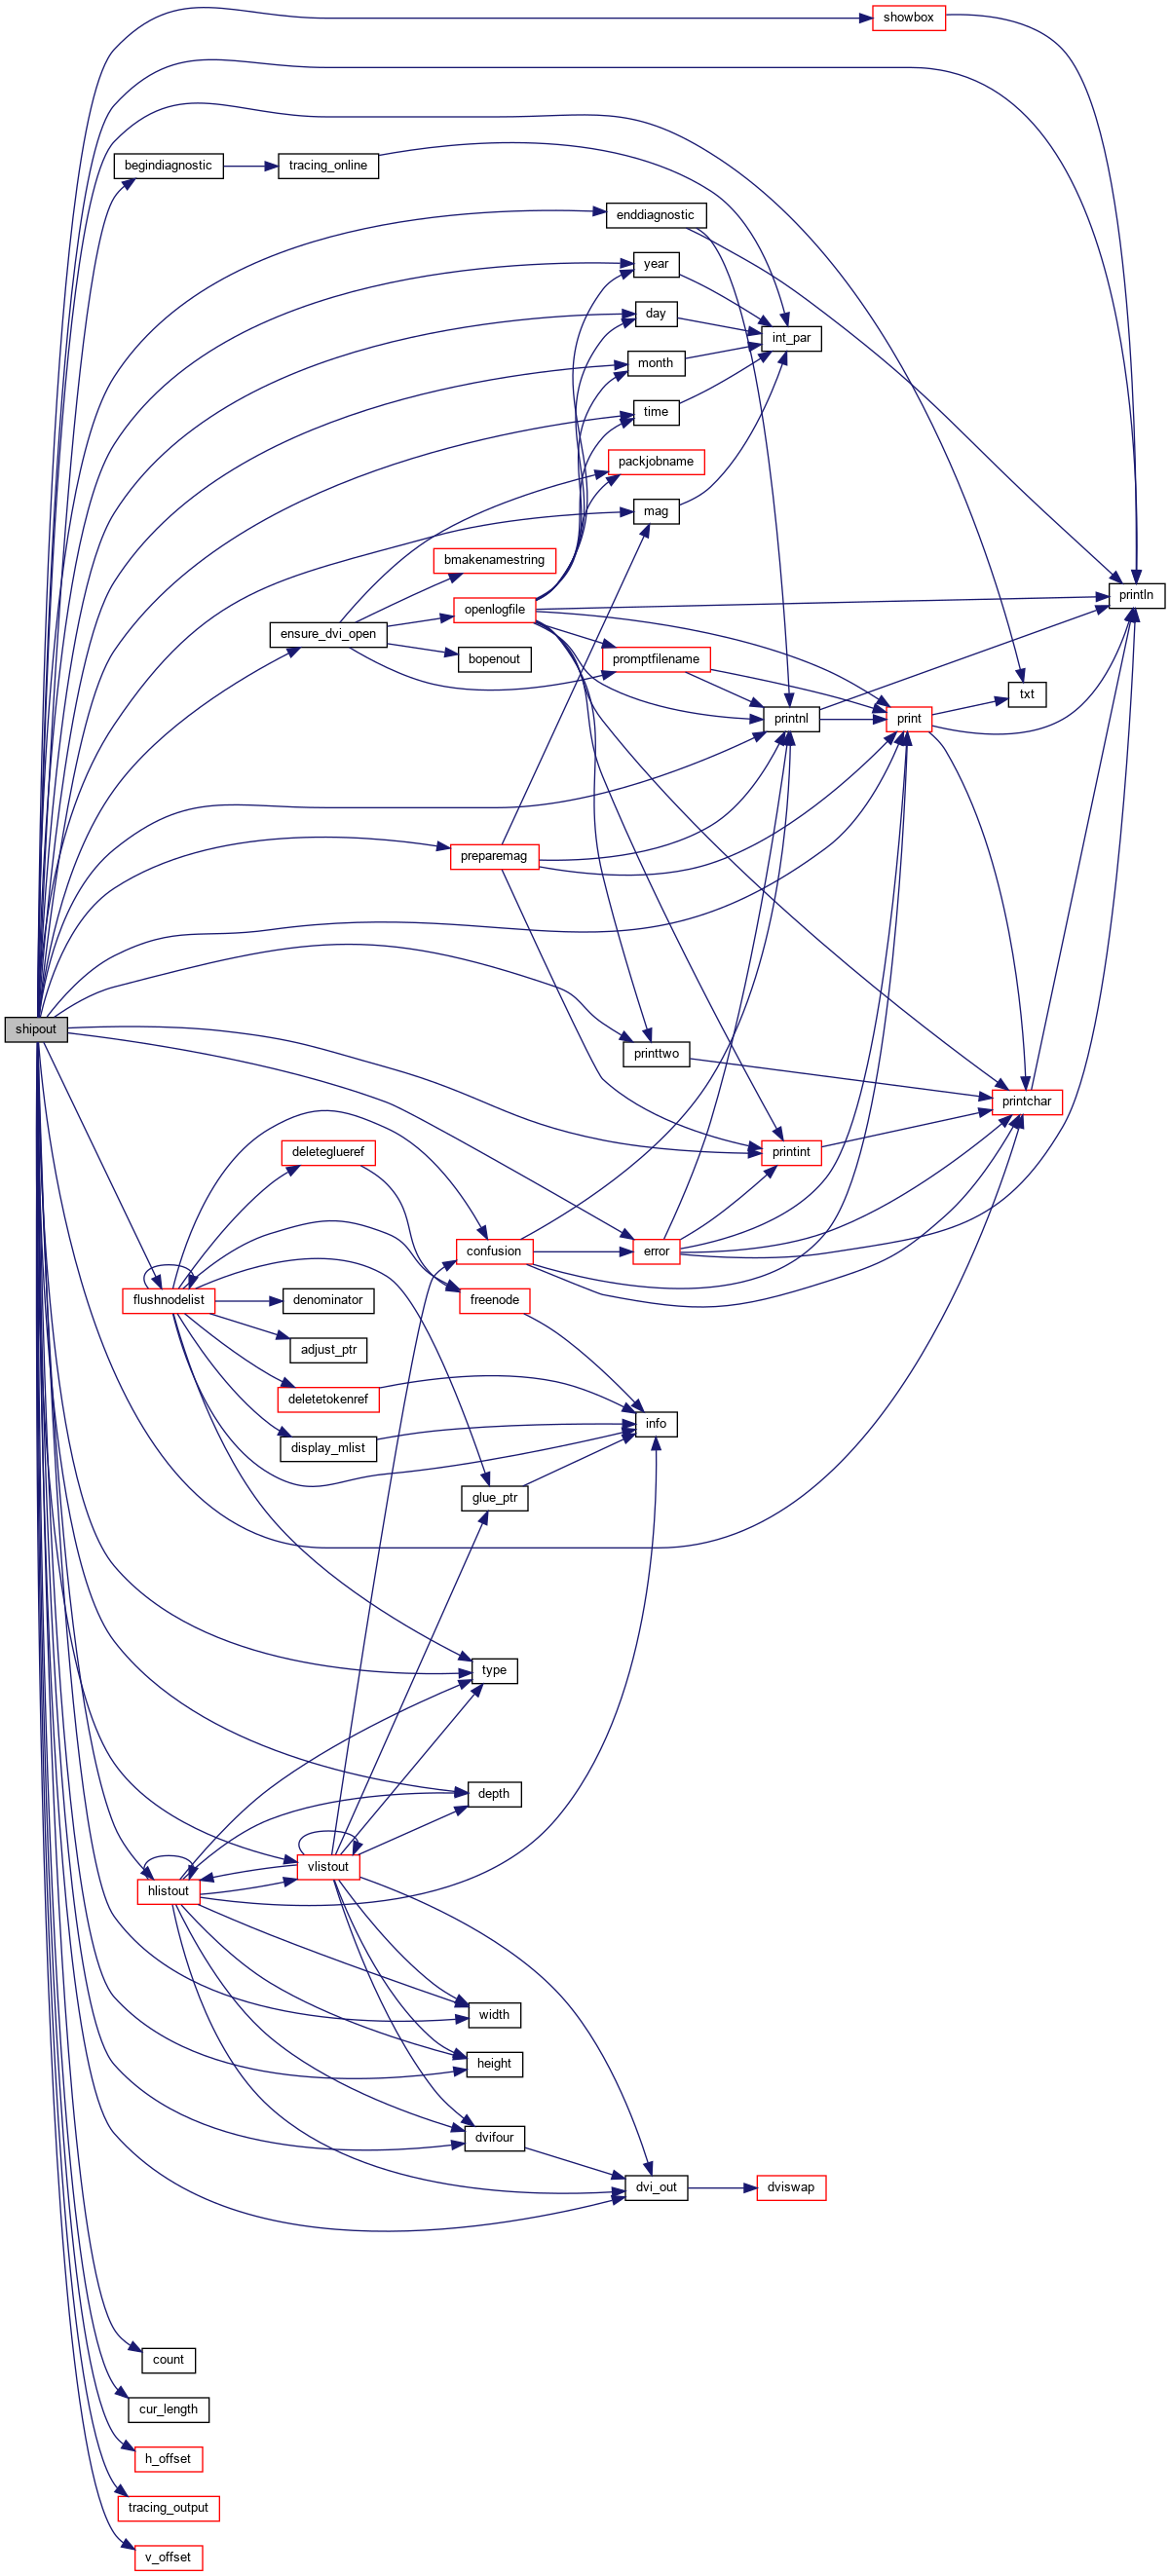 showbox
begindiagnostic
tracing_online
enddiagnostic
year
day
int_par
month
time
packjobname
mag
bmakenamestring
println
openlogfile
ensure_dvi_open
bopenout
promptfilename
txt
printnl
print
preparemag
shipout
printtwo
printchar
deleteglueref
printint
confusion
error
flushnodelist
denominator
freenode
adjust_ptr
deletetokenref
info
display_mlist
glue_ptr
type
depth
vlistout
hlistout
width
height
dvifour
dvi_out
dviswap
count
cur_length
h_offset
tracing_output
v_offset